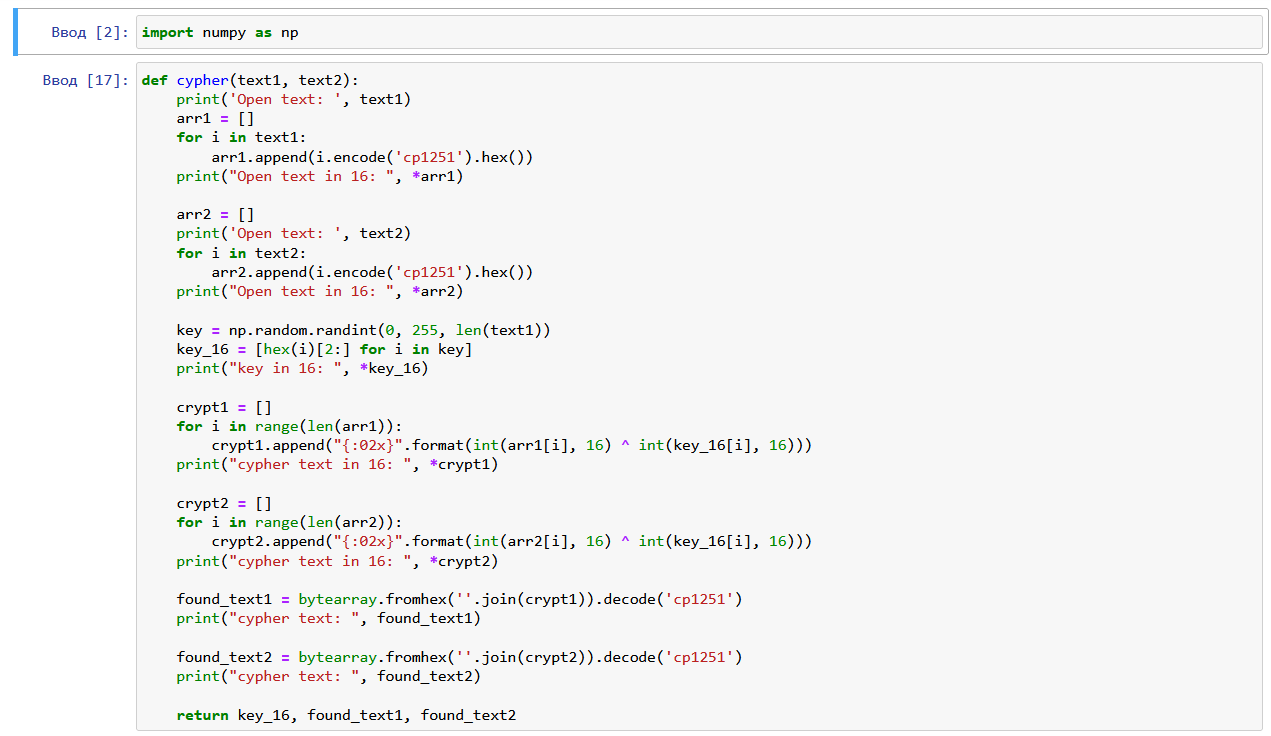 Ввод [2]: import numpy as np
Ввод [17]: def cypher(text1, text2):
    print('Open text: ', text1)
    arr1 = []
    for i in text1:
        arr1.append(i.encode('cp1251').hex())
    print("Open text in 16: ", *arr1)

    arr2 = []
    print('Open text: ', text2)
    for i in text2:
        arr2.append(i.encode('cp1251').hex())
    print("Open text in 16: ", *arr2)

    key = np.random.randint(0, 255, len(text1))
    key_16 = [hex(i)[2:] for i in key]
    print("key in 16: ", *key_16)

    crypt1 = []
    for i in range(len(arr1)):
        crypt1.append("{:02x}".format(int(arr1[i], 16) ^ int(key_16[i], 16)))
    print("cypher text in 16: ", *crypt1)

    crypt2 = []
    for i in range(len(arr2)):
        crypt2.append("{:02x}".format(int(arr2[i], 16) ^ int(key_16[i], 16)))
    print("cypher text in 16: ", *crypt2)

    found_text1 = bytearray.fromhex(''.join(crypt1)).decode('cp1251')
    print("cypher text: ", found_text1)

    found_text2 = bytearray.fromhex(''.join(crypt2)).decode('cp1251')
    print("cypher text: ", found_text2)

    return key_16, found_text1, found_text2